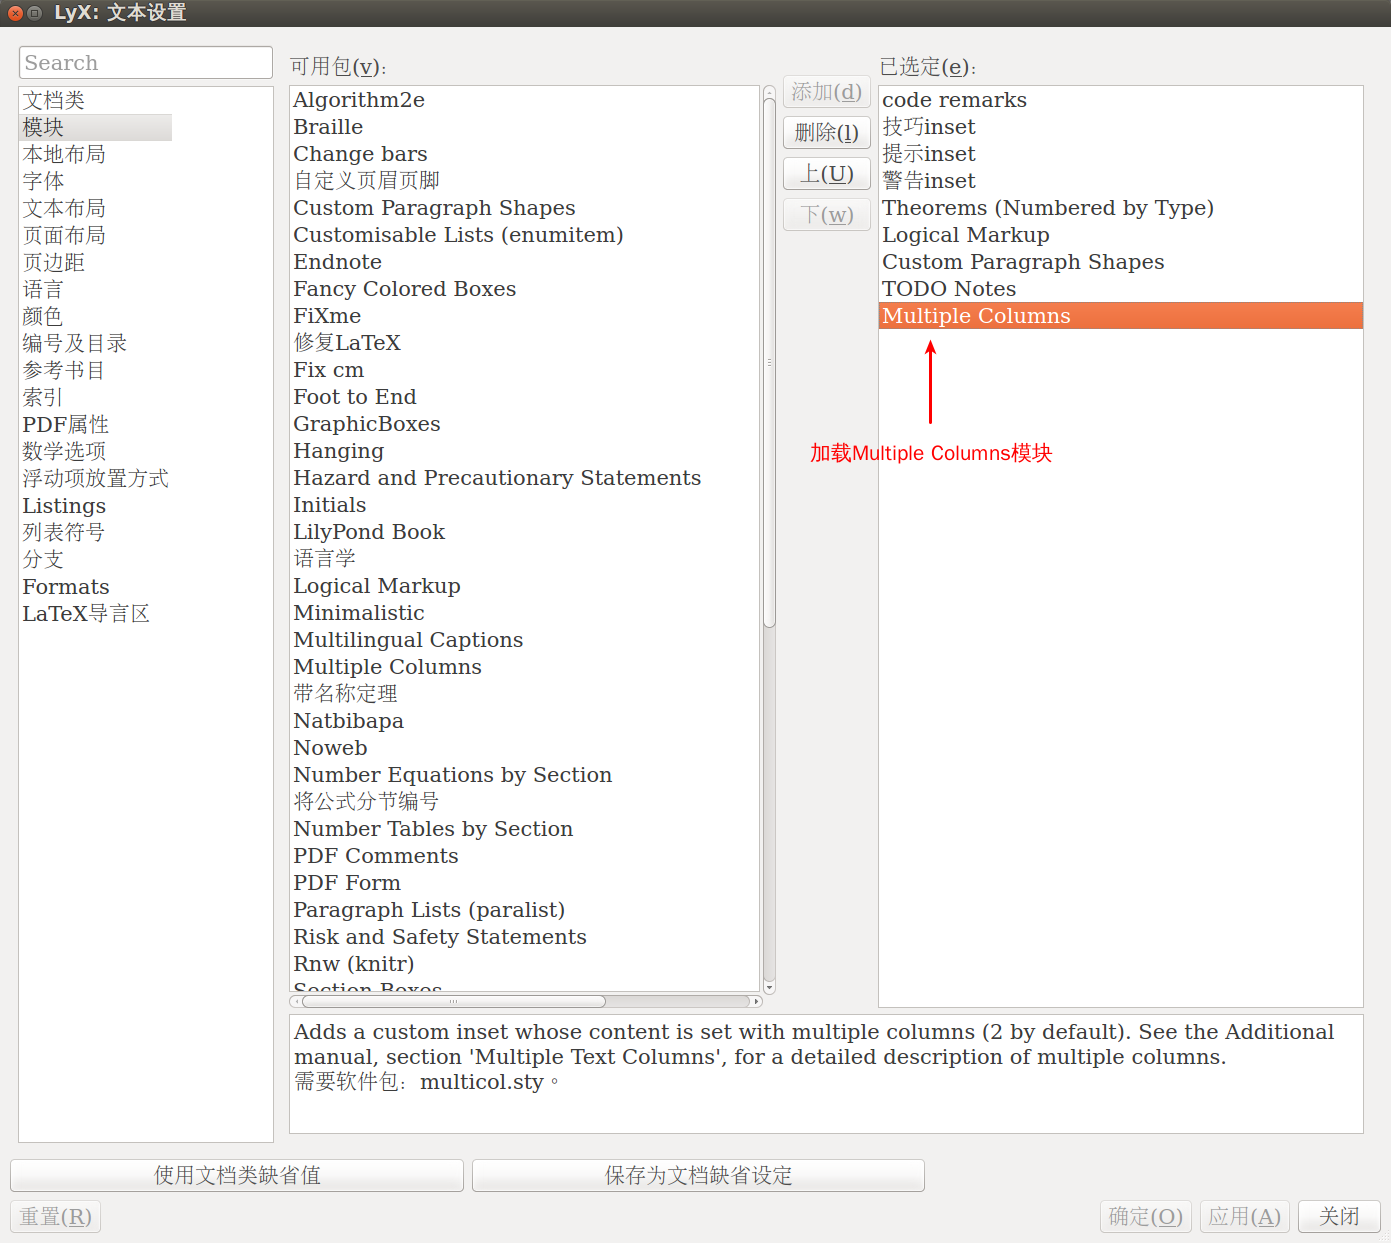 LyX: 文本设置
Search
文档类
模块
本地布局
字体
文本布局
页面布局
页边距
语言
颜色
编号及目录
参考书目
索引
PDF属性
数学选项
浮动项放置方式
Listings
列表符号
分支
Formats
LaTeX导言区
可用包(v):
Algorithm2e
Braille
Change bars
自定义页眉页脚
Custom Paragraph Shapes
Customisable Lists (enumitem)
Endnote
Fancy Colored Boxes
FiXme
修复LaTeX
Fix cm
Foot to End
GraphicBoxes
Hanging
Hazard and Precautionary Statements
Initials
LilyPond Book
语言学
Logical Markup
Minimalistic
Multilingual Captions
Multiple Columns
带名称定理
Natbibapa
Noweb
Number Equations by Section
将公式分节编号
Number Tables by Section
PDF Comments
PDF Form
Paragraph Lists (paralist)
Risk and Safety Statements
Rnw (knitr)
Section Boxes
添加(d)
删除(l)
上(U)
下(w)
已选定(e):
code remarks
技巧inset
提示inset
警告inset
Theorems (Numbered by Type)
Logical Markup
Custom Paragraph Shapes
TODO Notes
Multiple Columns
加载Multiple Columns模块
Adds a custom inset whose content is set with multiple columns (2 by default). See the Additional
manual, section 'Multiple Text Columns', for a detailed description of multiple columns.
需要软件包: multicol.sty。
使用文档类缺省值
保存为文档缺省设定
重置(R)
确定(O)
应用(A)
关闭